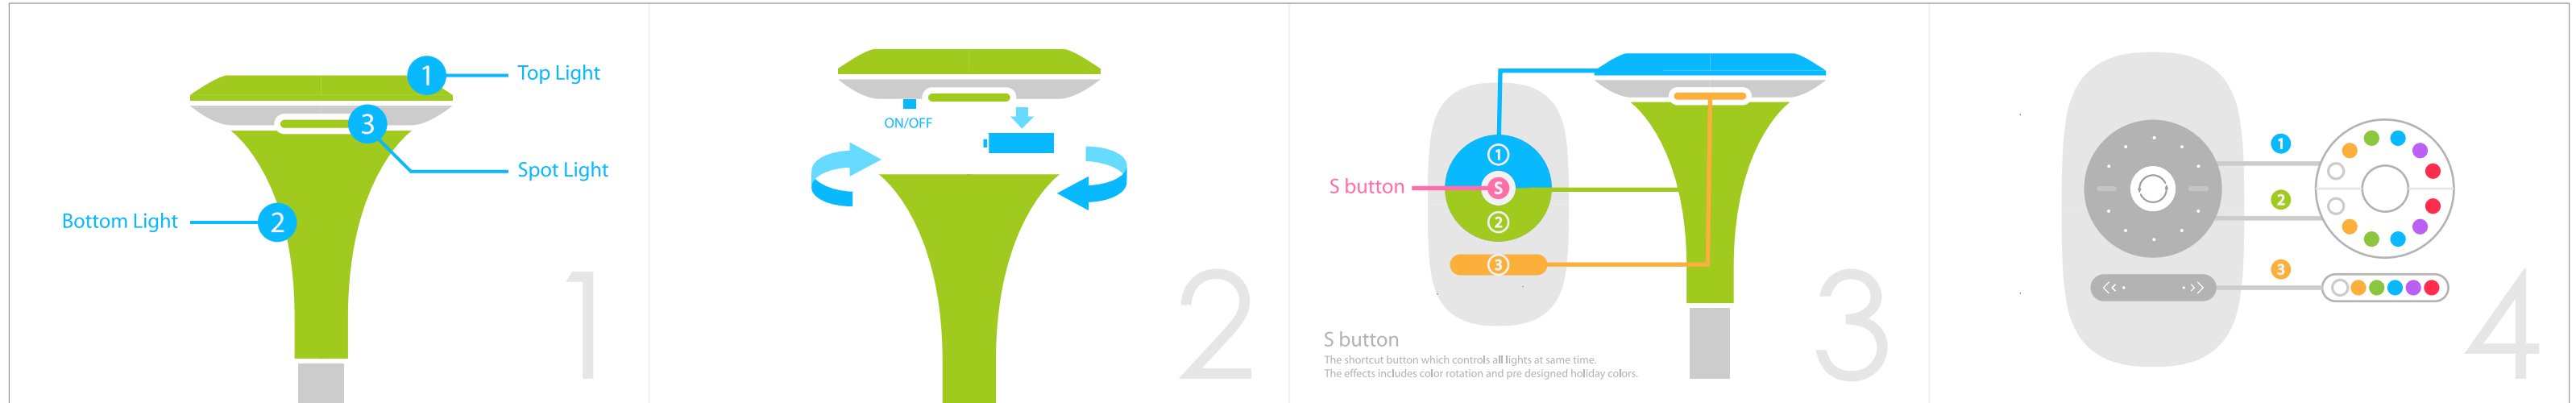 1 Top Light
3
Spot Light
Bottom Light 2
1
ON/OFF
2
1
S button S
2
3
S button
The shortcut button which controls all lights at same time.
The effects includes color rotation and pre designed holiday colors.
3
1
2
3
4